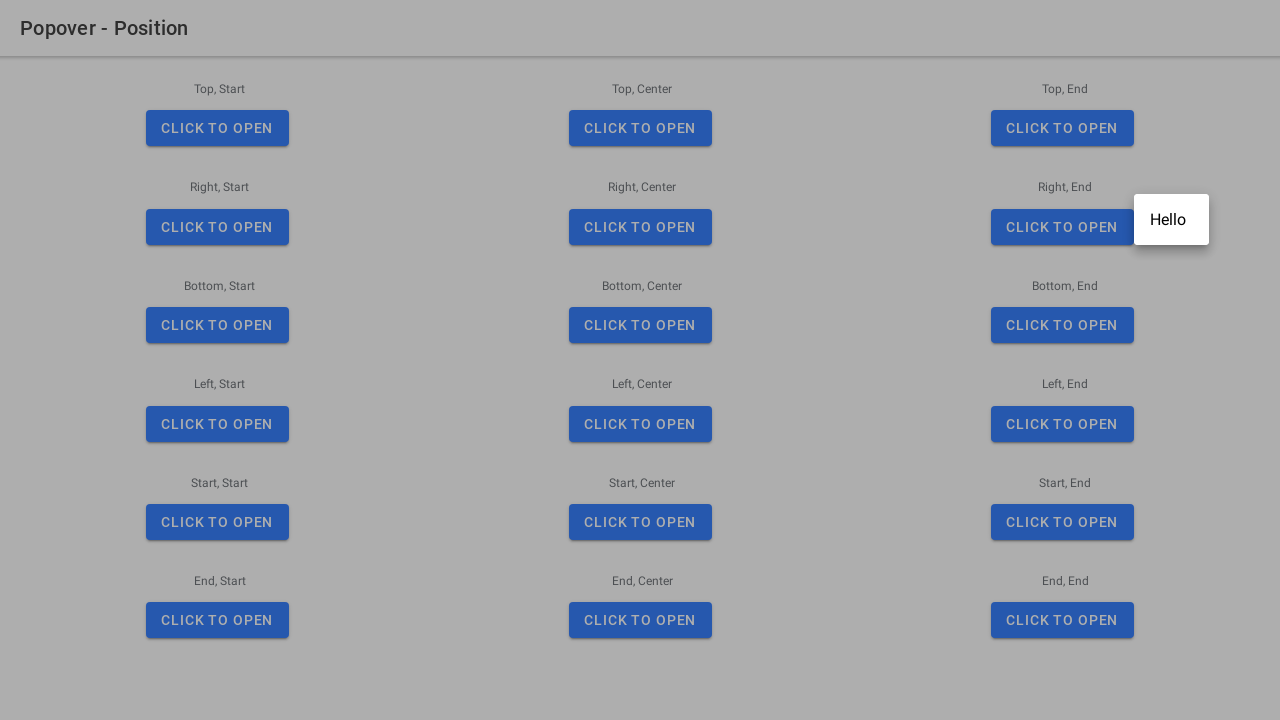 Popover - Position
Top, Start
Top, Center
Top, End
CLICK TO OPEN
CLICK TO OPEN
CLICK TO OPEN
Right, Start
Right, Center
Right, End
CLICK TO OPEN
CLICK TO OPEN
CLICK TO OPEN
Hello
Bottom, Start
Bottom, Center
Bottom, End
CLICK TO OPEN
CLICK TO OPEN
CLICK TO OPEN
Left, Start
Left, Center
Left, End
CLICK TO OPEN
CLICK TO OPEN
CLICK TO OPEN
Start, Start
Start, Center
Start, End
CLICK TO OPEN
CLICK TO OPEN
CLICK TO OPEN
End, Start
End, Center
End, End
CLICK TO OPEN
CLICK TO OPEN
CLICK TO OPEN